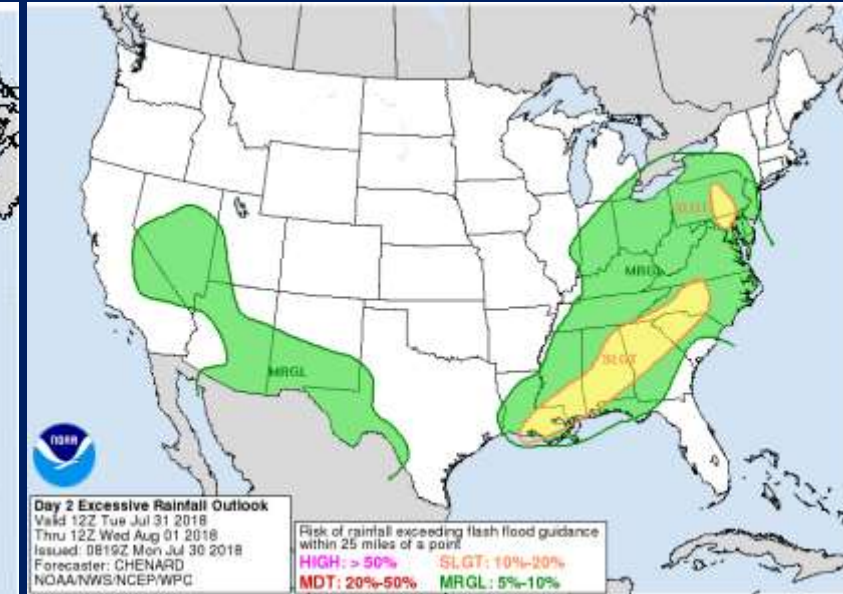 SLGT
MRGL
SLGT
MRGL
NOAA
Day 2 Excessive Rainfall Outlook
Valid 12Z Tue Jul 31 2018
Thru 12Z Wed Aug 01 2018
Issued: 0819Z Mon Jul 30 2018
Forecaster: CHENARD
NOAA/NWS/NCEP/WPC
Risk of rainfall exceeding flash flood guidance
within 25 miles of a point
HIGH: > 50% SLGT: 10%-20%
MDT: 20%-50% MRGL: 5%-10%